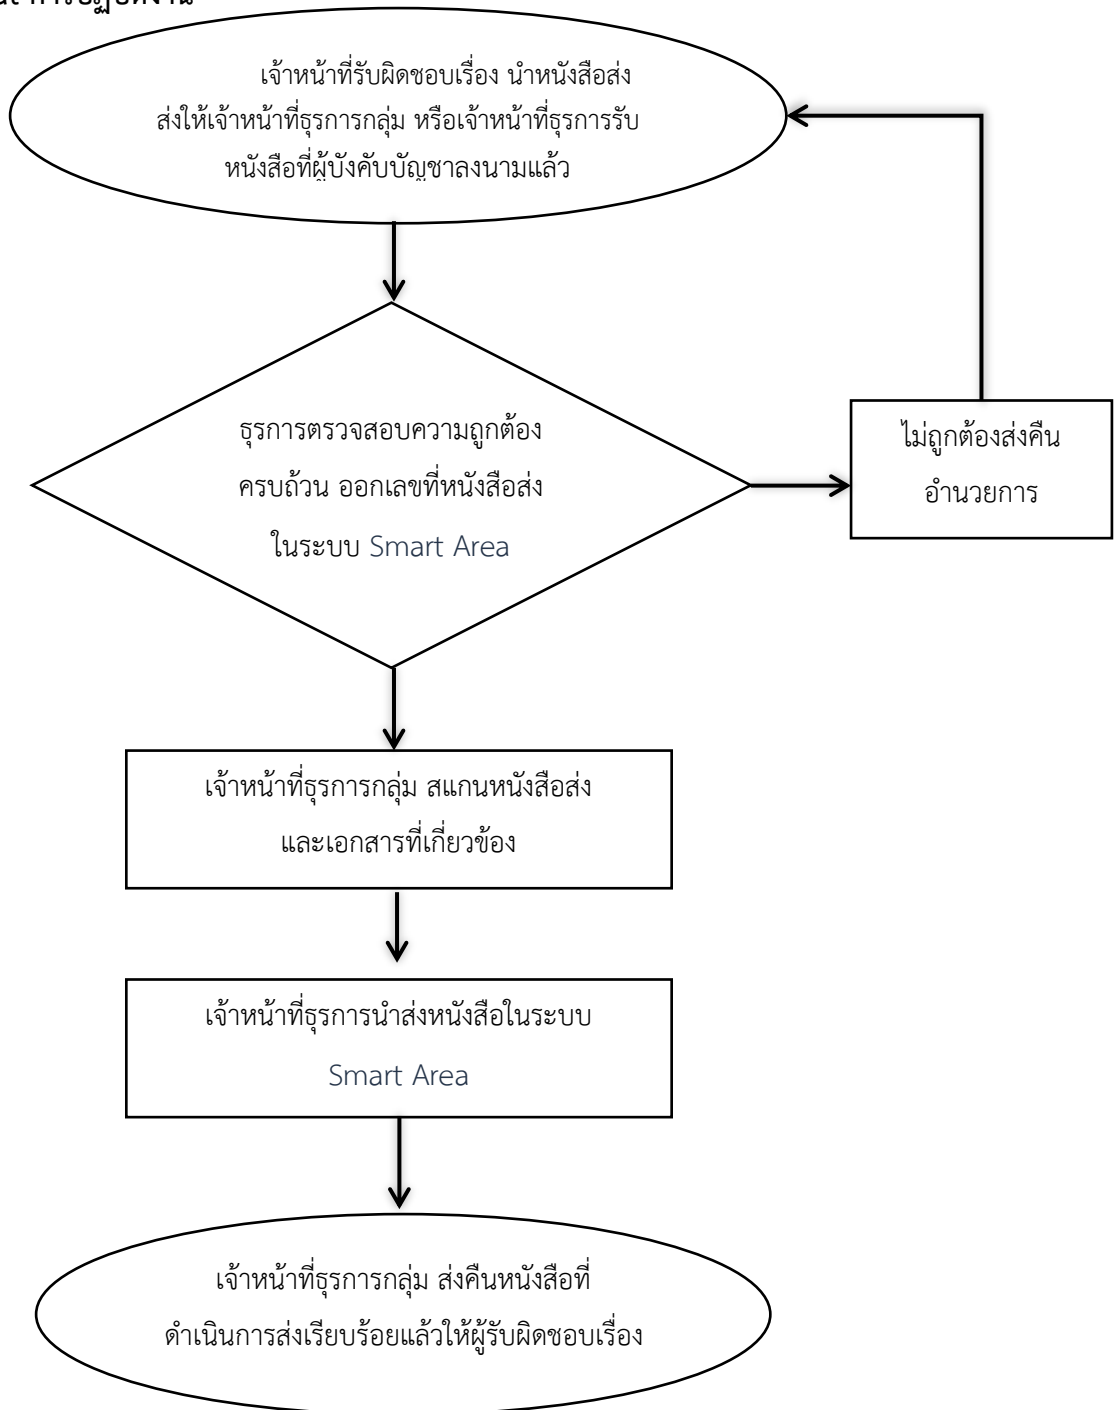 เจ้าหน้าที่รับผิดชอบเรื่อง นำหนังสือส่ง
ส่งให้เจ้าหน้าที่ธุรการกลุ่ม หรือเจ้าหน้าที่ธุรการรับ
หนังสือที่ผู้บังคับบัญชาลงนามแล้ว
ธุรการตรวจสอบความถูกต้อง
ครบถ้วน ออกเลขที่หนังสือส่ง
ในระบบ Smart Area
ไม่ถูกต้องส่งคืน
อำนวยการ
เจ้าหน้าที่ธุรการกลุ่ม สแกนหนังสือส่ง
และเอกสารที่เกี่ยวข้อง
เจ้าหน้าที่ธุรการนำส่งหนังสือในระบบ
Smart Area
เจ้าหน้าที่ธุรการกลุ่ม ส่งคืนหนังสือที่
ดำเนินการส่งเรียบร้อยแล้วให้ผู้รับผิดชอบเรื่อง